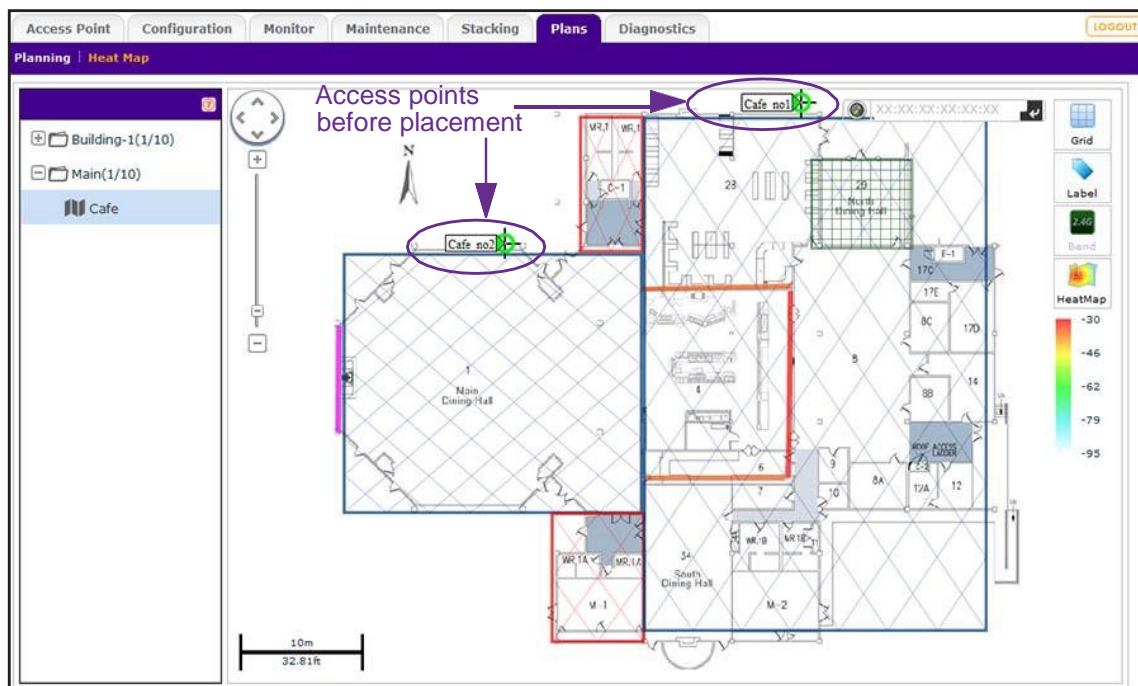 Access Point Configuration Monitor Maintenance Stacking Plans Diagnostics LOGOUT
Planning | Heat Map
Building-1(1/10)
Main(1/10)
Cafe
Access points
before placement
Cafe no1
XX:XX:XX:XX:XX:XX
Grid
Label
2.4G
Band
HeatMap
-30
-46
-62
-79
-95
N
Cafe no2
MR.1 WR.1
C-1
28
29
North
Dining Hall
E-1
17C
17E
8C
17D
1
Main
Dining Hall
8
14
8B
ROOF ACCESS
LADDER
6
9
7
10
8A
12A
12
WR.1A
MR.1A
M-1
34
South
Dining Hall
WR.1B
MR.1B
M-2
10m
32.81ft